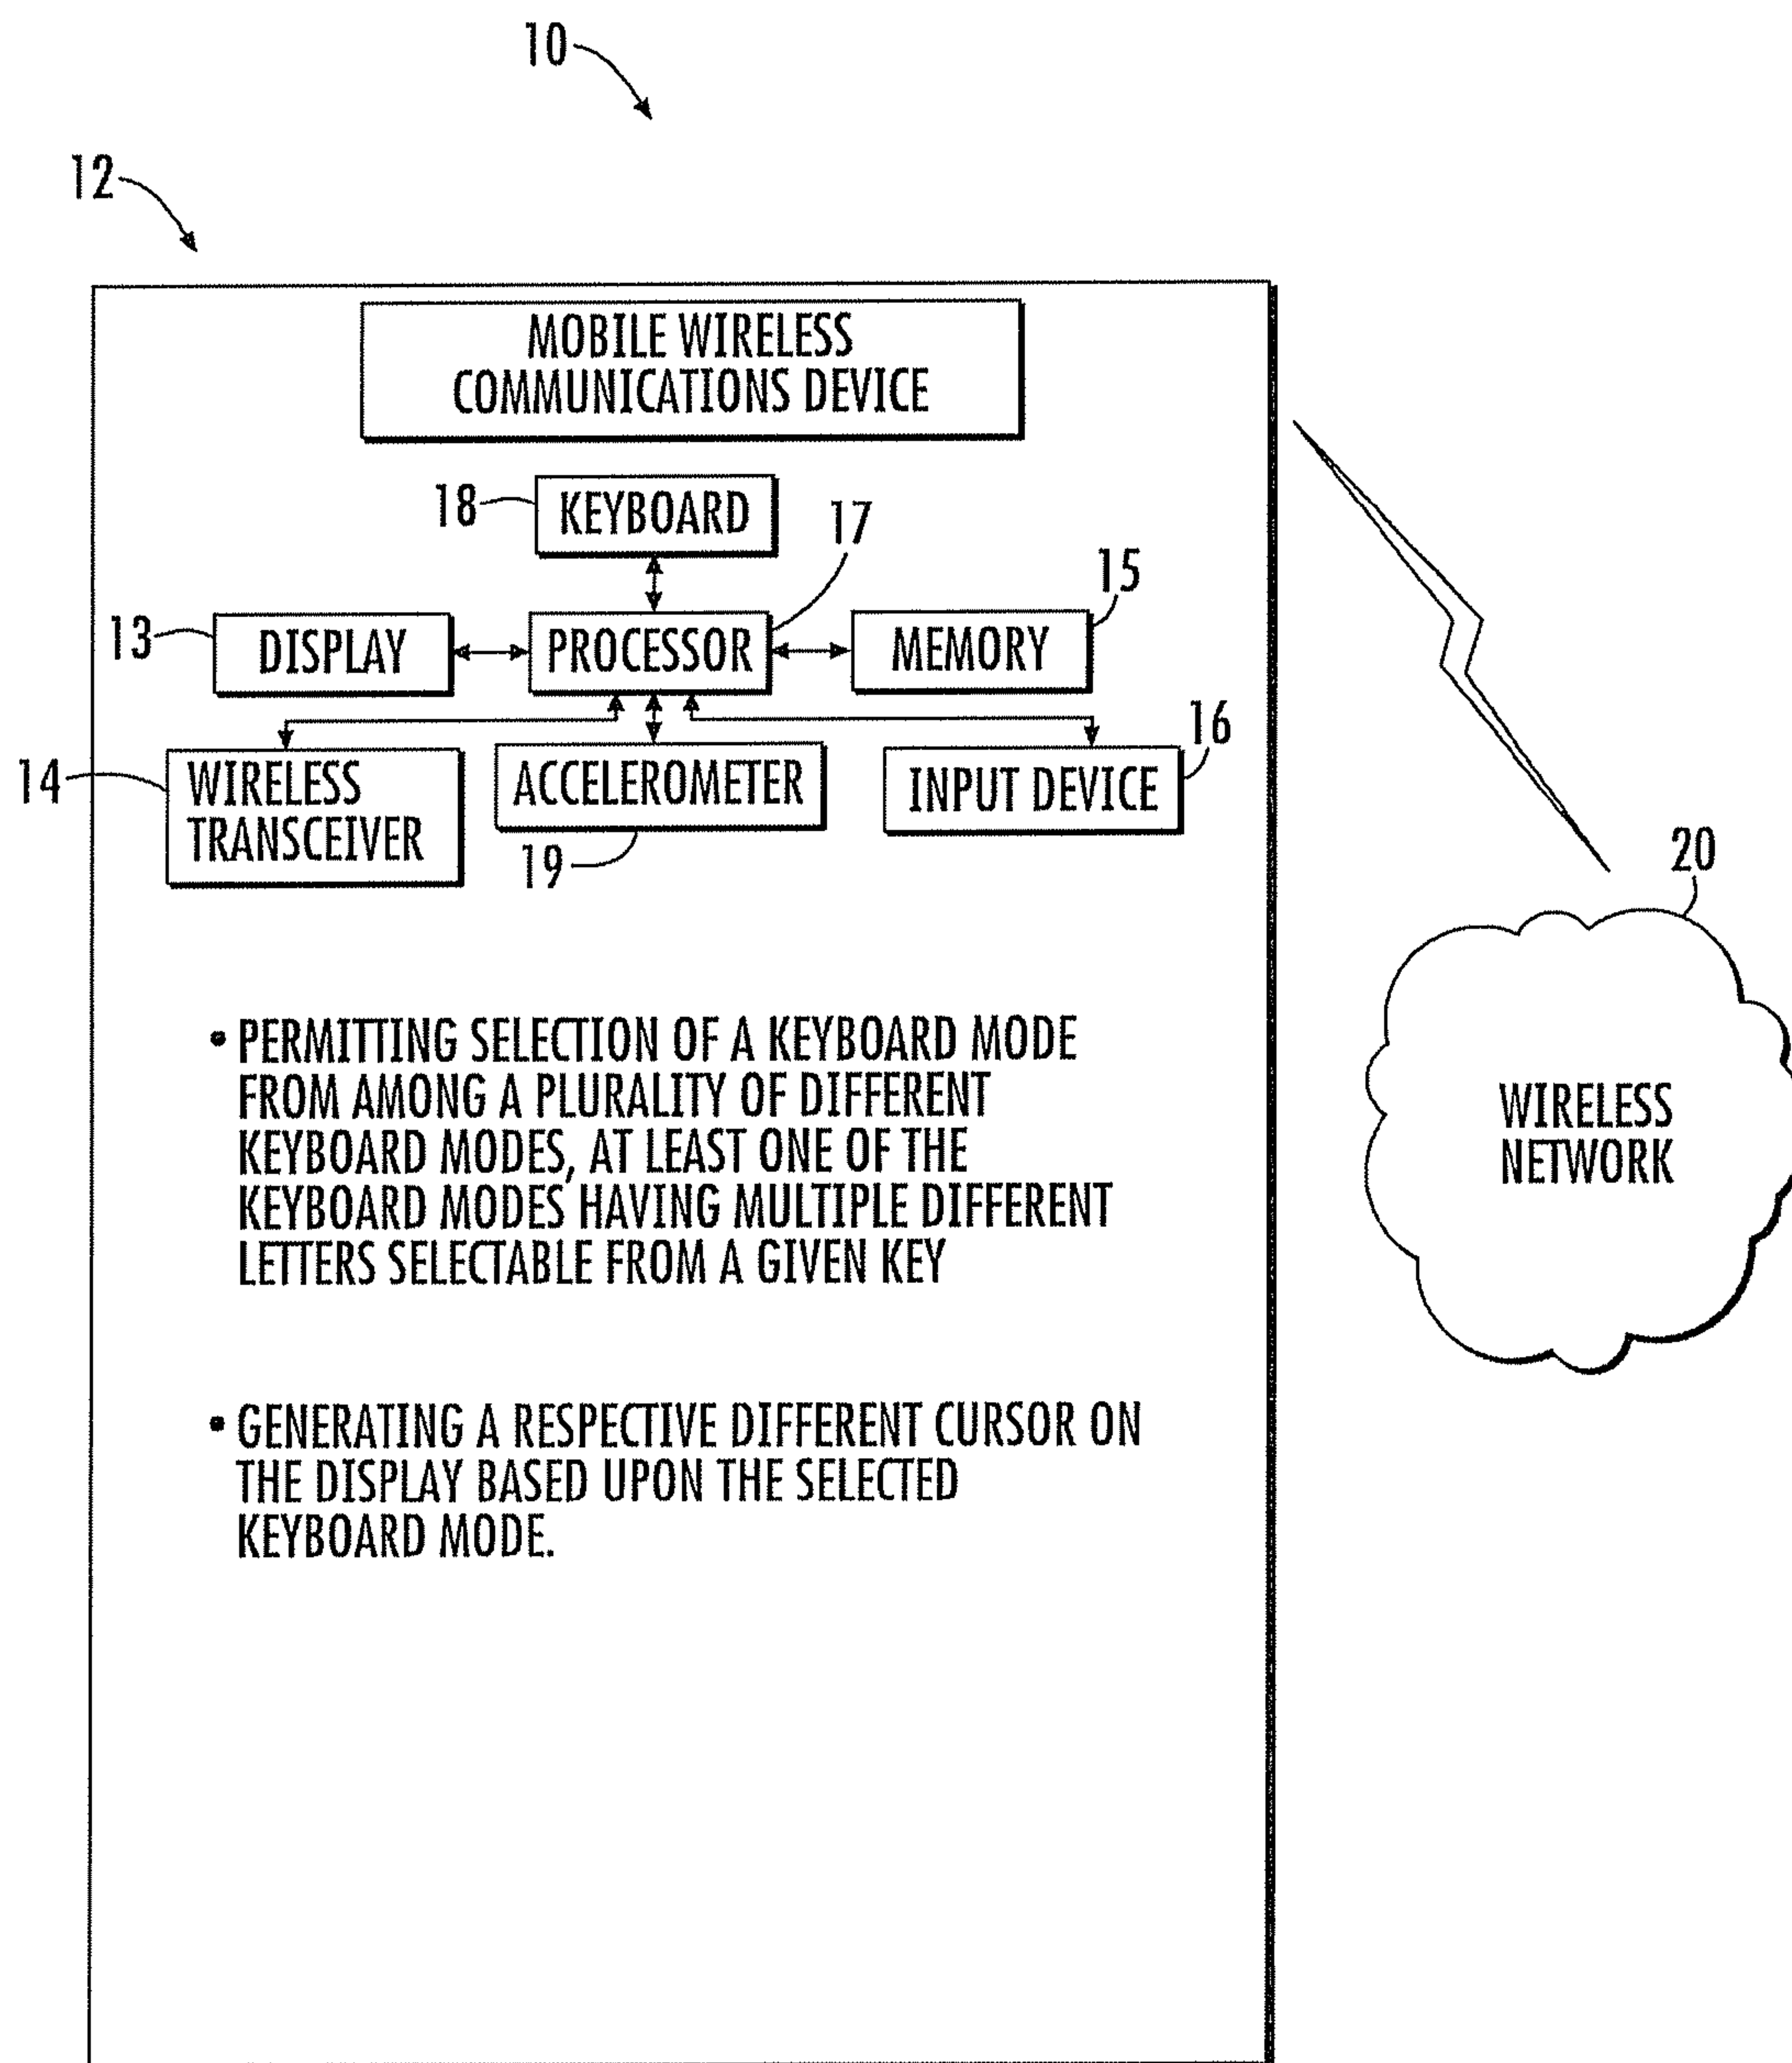 10
12
MOBILE WIRELESS
COMMUNICATIONS DEVICE
18
KEYBOARD
17
15
13
DISPLAY
PROCESSOR
MEMORY
16
14
WIRELESS
TRANSCEIVER
ACCELEROMETER
INPUT DEVICE
19
20
WIRELESS
NETWORK
• PERMITTING SELECTION OF A KEYBOARD MODE
FROM AMONG A PLURALITY OF DIFFERENT
KEYBOARD MODES, AT LEAST ONE OF THE
KEYBOARD MODES HAVING MULTIPLE DIFFERENT
LETTERS SELECTABLE FROM A GIVEN KEY
• GENERATING A RESPECTIVE DIFFERENT CURSOR ON
THE DISPLAY BASED UPON THE SELECTED
KEYBOARD MODE.